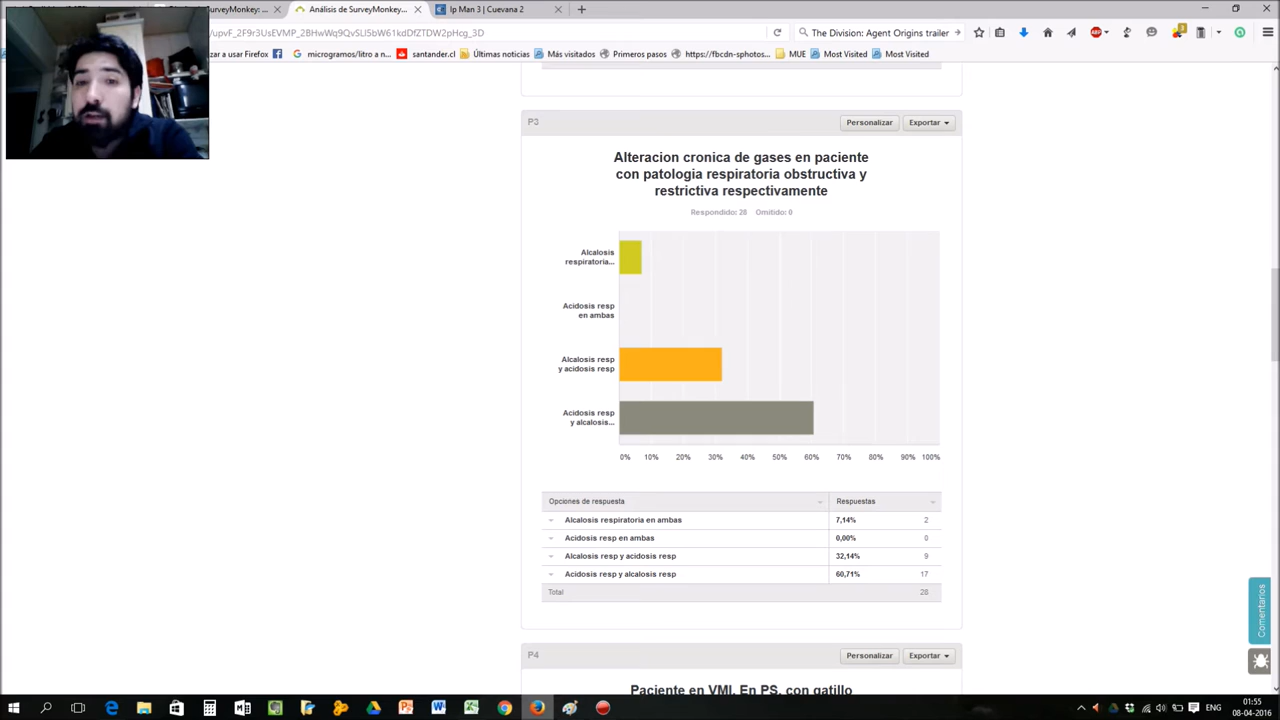 SurveyMonkey...
Análisis de SurveyMonkey...
Ip Man 3 | Cuevana 2
The Division: Agent Origins trailer
ar a usar Firefox
microgramos/litro a n...
santander.cl
Últimas noticias
Más visitados
Primeros pasos
https://fbcdn-sphotos...
MUE
Most Visited
Most Visited
P3
Personalizar
Exportar
Alteracion cronica de gases en paciente
con patologia respiratoria obstructiva y
restrictiva respectivamente
Respondido: 28 Omitido: 0
Alcalosis
respiratoria...
Acidosis resp
en ambas
Alcalosis resp
y acidosis resp
Acidosis resp
y alcalosis...
0% 10% 20% 30% 40% 50% 60% 70% 80% 90% 100%
Opciones de respuesta Respuestas
Alcalosis respiratoria en ambas 7,14% 2
Acidosis resp en ambas 0,00% 0
Alcalosis resp y acidosis resp 32,14% 9
Acidosis resp y alcalosis resp 60,71% 17
Total 28
Comentarios
P4
Personalizar
Exportar
Paciente en VMI. En PS, con gatillo
ENG
01:55
08-04-2016